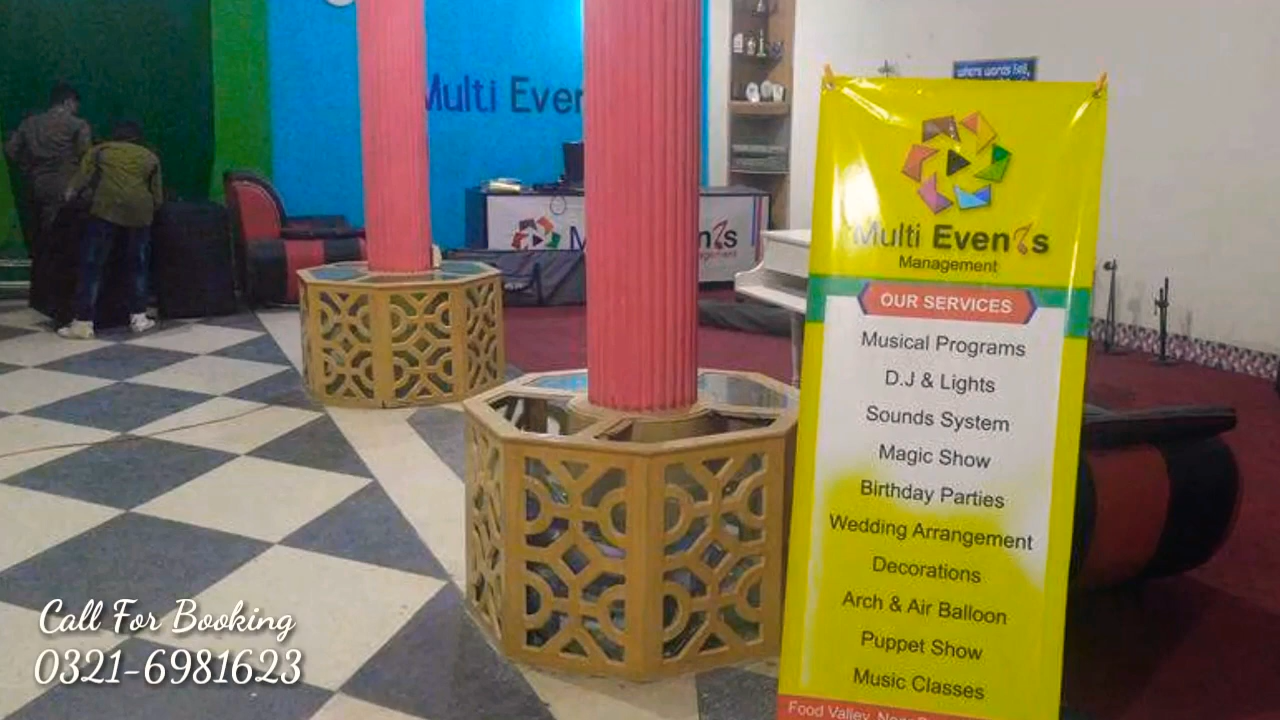 Multi Even
Multi Even?s
Management
OUR SERVICES
Musical Programs
D.J & Lights
Sounds System
Magic Show
Birthday Parties
Wedding Arrangement
Decorations
Arch & Air Balloon
Puppet Show
Music Classes
Food Valley,
Call For Booking
0321-6981623